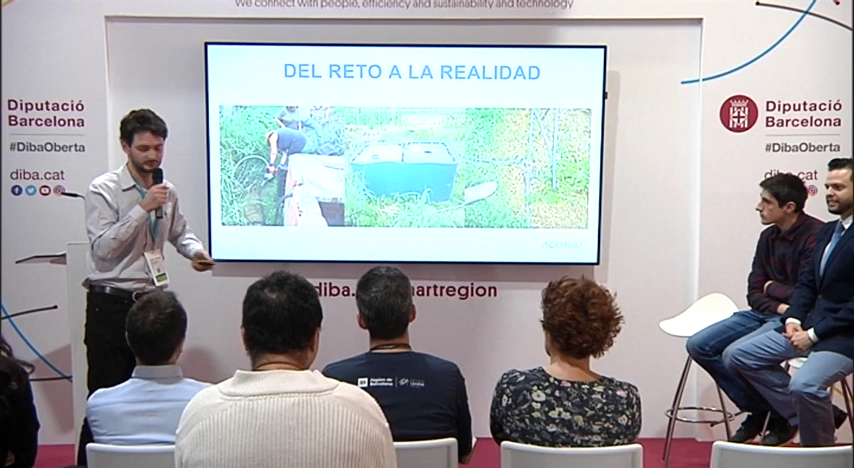 We connect with people, efficiency and sustainability and technology
DEL RETO A LA REALIDAD
Diputació
Barcelona
#DibaOberta
diba.cat
Diputació
Barcelona
#DibaOberta
diba.cat
diba.
martregion